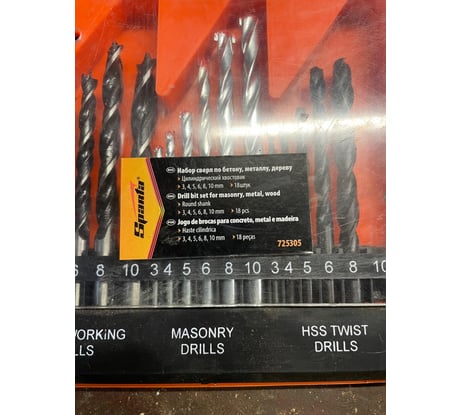 Sparta
Набор сверл по бетону, металлу, дереву
• Цилиндрический хвостовик
• 3, 4, 5, 6, 8, 10 mm • 18штук
Drill bit set for masonry, metal, wood
• Round shank
• 3, 4, 5, 6, 8, 10 mm • 18 pcs
Jogo de brocas para concreto, metal e madeira
• Haste cilíndrica
• 3, 4, 5, 6, 8, 10 mm • 18 peças
725305
6 8 10 3 4 5 6 8 10 3 4 5 6 8 10
ORKING MASONRY HSS TWIST
LLS DRILLS DRILLS